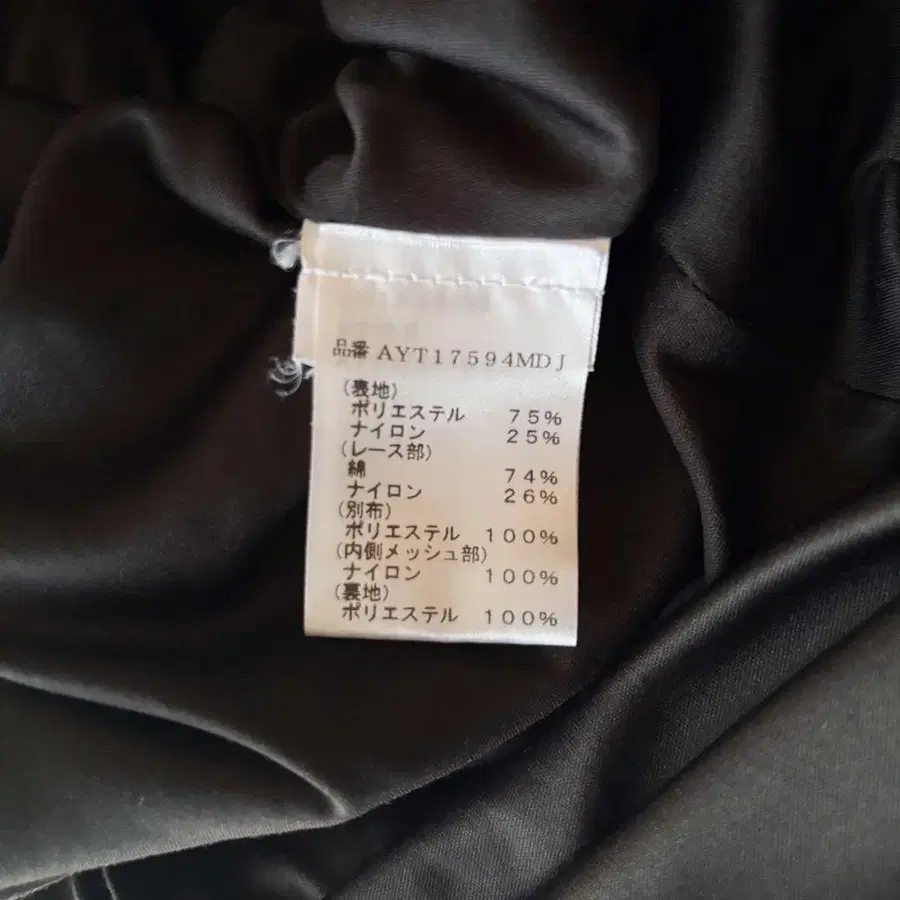 品番 AYT17594MDJ
(表地)
ポリエステル 75%
ナイロン 25%
(レース部)
綿 74%
ナイロン 26%
(別布)
ポリエステル 100%
(内側メッシュ部)
ナイロン 100%
(裏地)
ポリエステル 100%